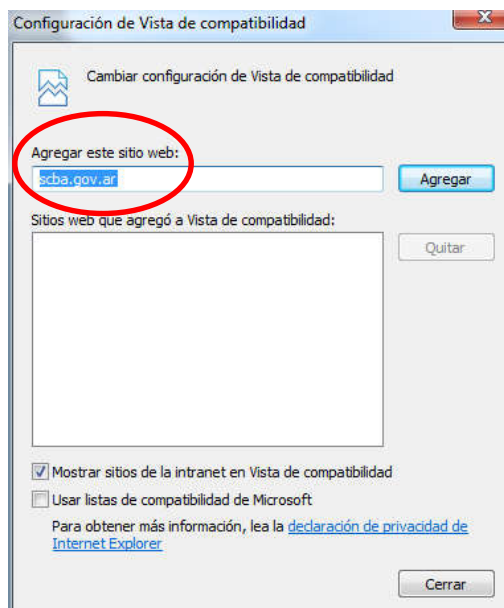 Configuración de Vista de compatibilidad
Cambiar configuración de Vista de compatibilidad
Agregar este sitio web:
scba.gov.ar
Agregar
Sitios web que agregó a Vista de compatibilidad:
Quitar
Mostrar sitios de la intranet en Vista de compatibilidad
Usar listas de compatibilidad de Microsoft
Para obtener más información, lea la declaración de privacidad de
Internet Explorer
Cerrar